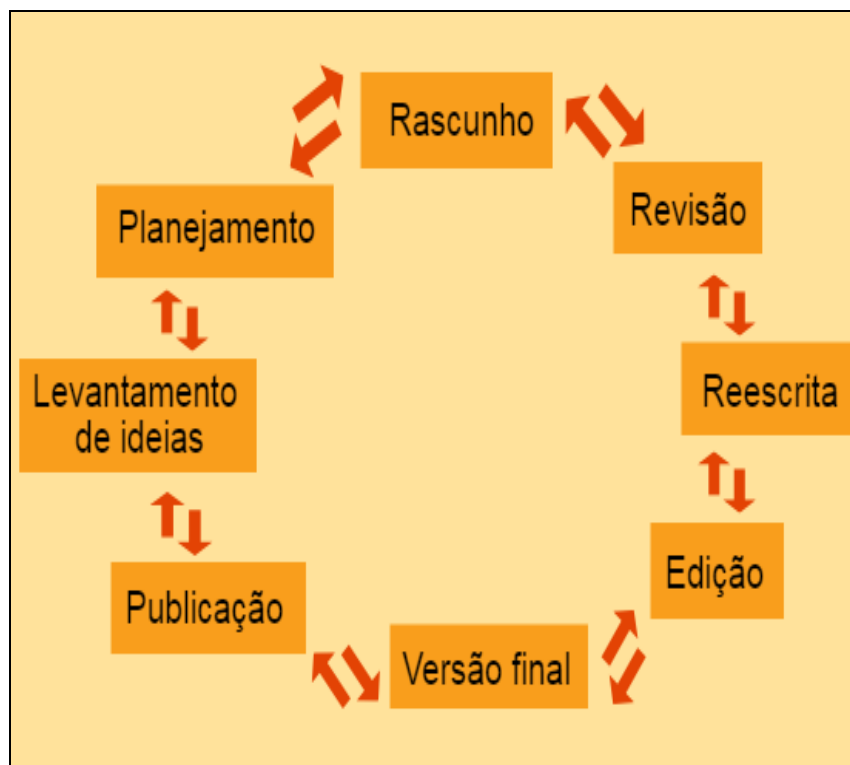 Rascunho
Revisão
Planejamento
Levantamento
de ideias
Reescrita
Edição
Publicação
Versão final